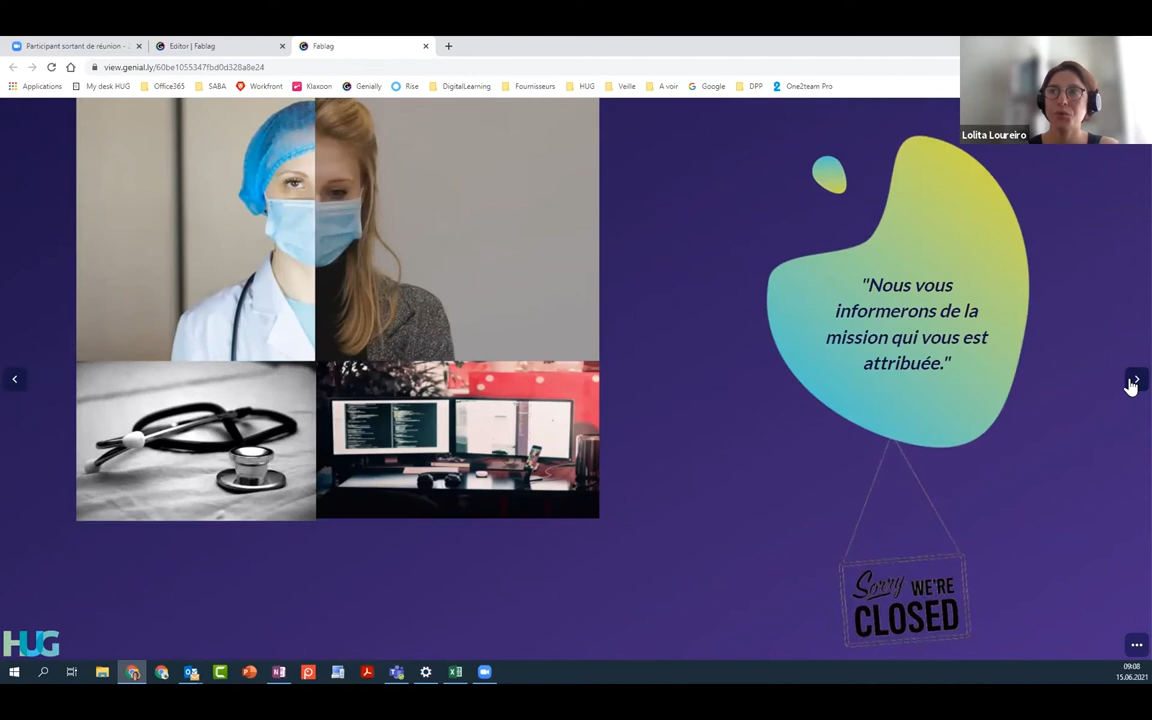 Participant sortant de réunion -
Editor | Fablag
Fablag
view.genial.ly/60be1055347fbd0d328a8e24
Applications
My desk HUG
Office365
SABA
Workfront
Klaxoon
Genially
Rise
DigitalLearning
Fournisseurs
HUG
Veille
A voir
Google
DPP
One2team Pro
Lolita Loureiro
"Nous vous
informerons de la
mission qui vous est
attribuée."
Sorry WE'RE
CLOSED
HUG
09:08
15.06.2021